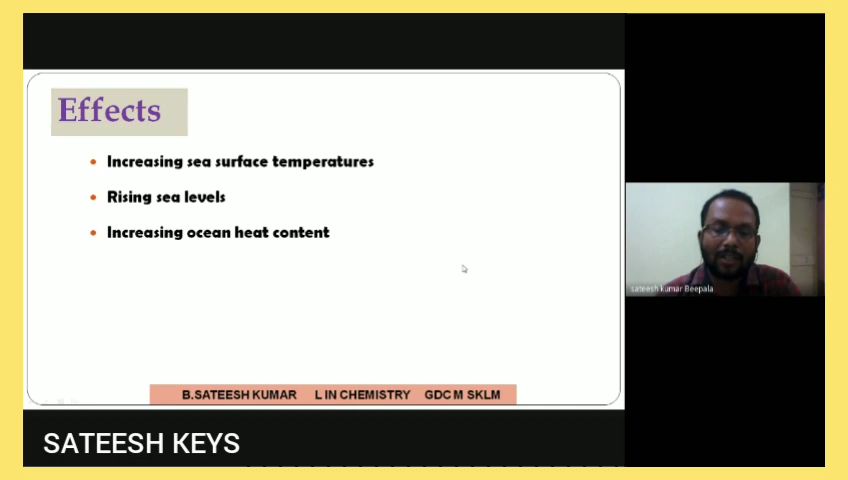 Effects
• Increasing sea surface temperatures
• Rising sea levels
• Increasing ocean heat content
sateesh kumar Beepala
B.SATEESH KUMAR L IN CHEMISTRY GDC M SKLM
SATEESH KEYS